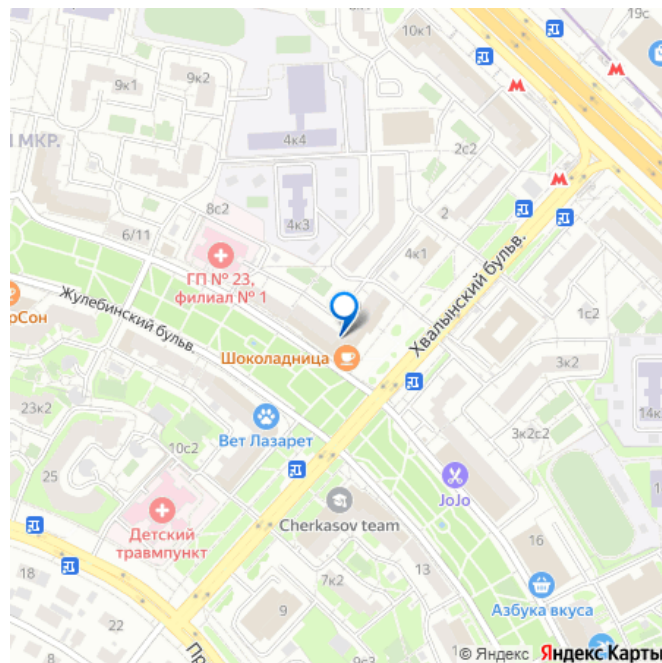 19с
10к1
9к1
9к2
4к4
МКР.
2с2
8с2
4к3
2
6/11
4к1
ГП № 23,
филиал № 1
Хвалынский бульв.
Жулебинский бульв.
оСон
1с2
Шоколадница
3к2
23к2
14к
Вет Лазарет
3к2с2
10с2
25
JoJo
Cherkasov team
Детский
травмпункт
16
18
7к2
13
Азбука вкуса
9
22
Пр
9с3
© Яндекс Яндекс Карты